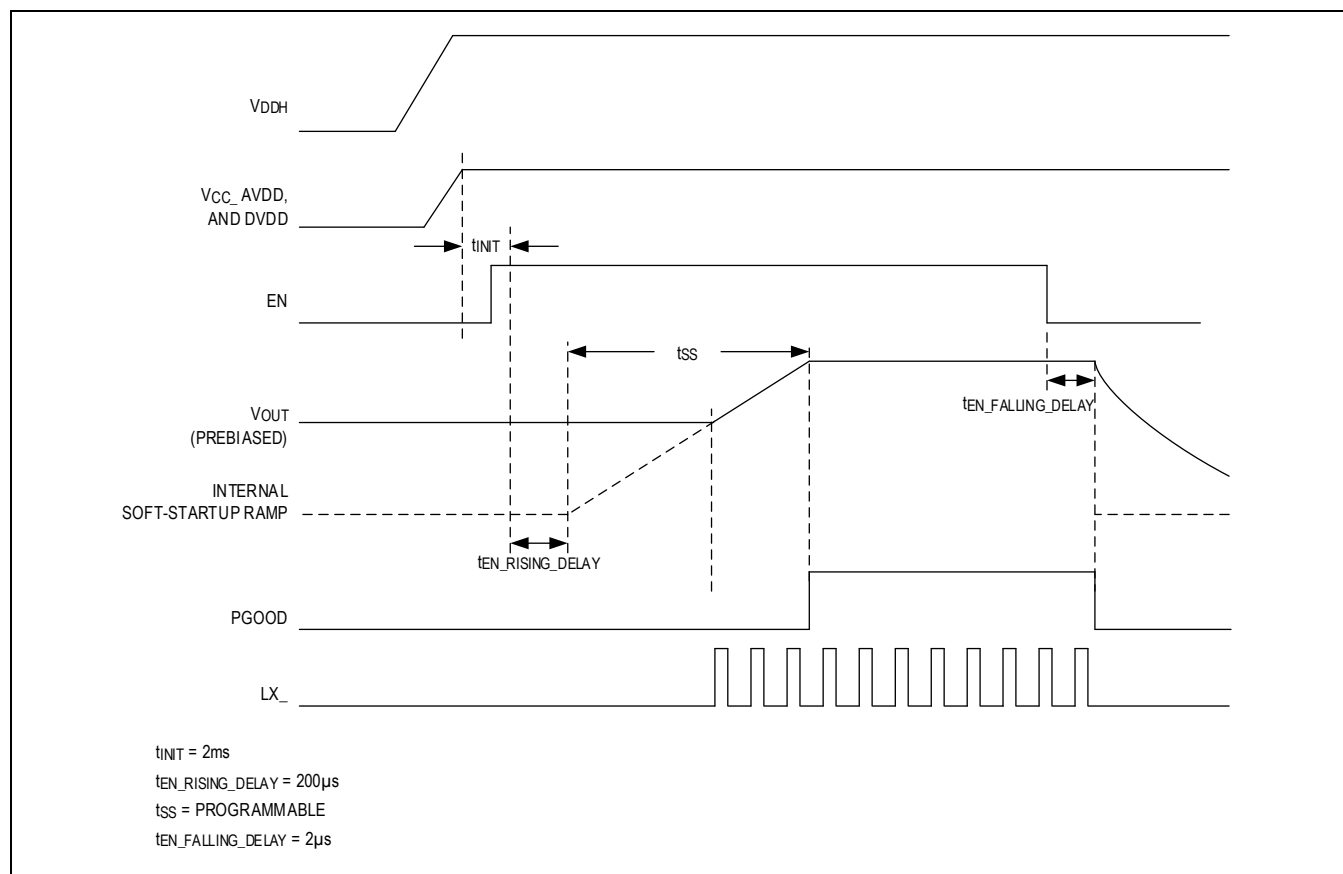 VDDH
VCC_ AVDD,
AND DVDD
tINIT
EN
tSS
tEN_FALLING_DELAY
VOUT
(PREBIASED)
INTERNAL
SOFT-STARTUP RAMP
tEN_RISING_DELAY
PGOOD
LX_
tINIT = 2ms
tEN_RISING_DELAY = 200µs
tSS = PROGRAMMABLE
tEN_FALLING_DELAY = 2µs